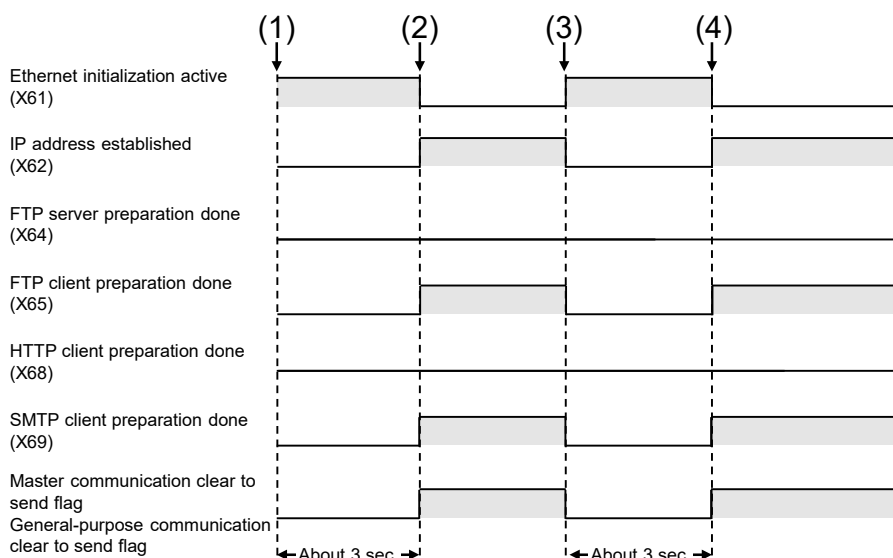 (1) (2) (3) (4)
Ethernet initialization active
(X61)
IP address established
(X62)
FTP server preparation done
(X64)
FTP client preparation done
(X65)
HTTP client preparation done
(X68)
SMTP client preparation done
(X69)
Master communication clear to
send flag
General-purpose communication
clear to send flag
About 3 sec. About 3 sec.